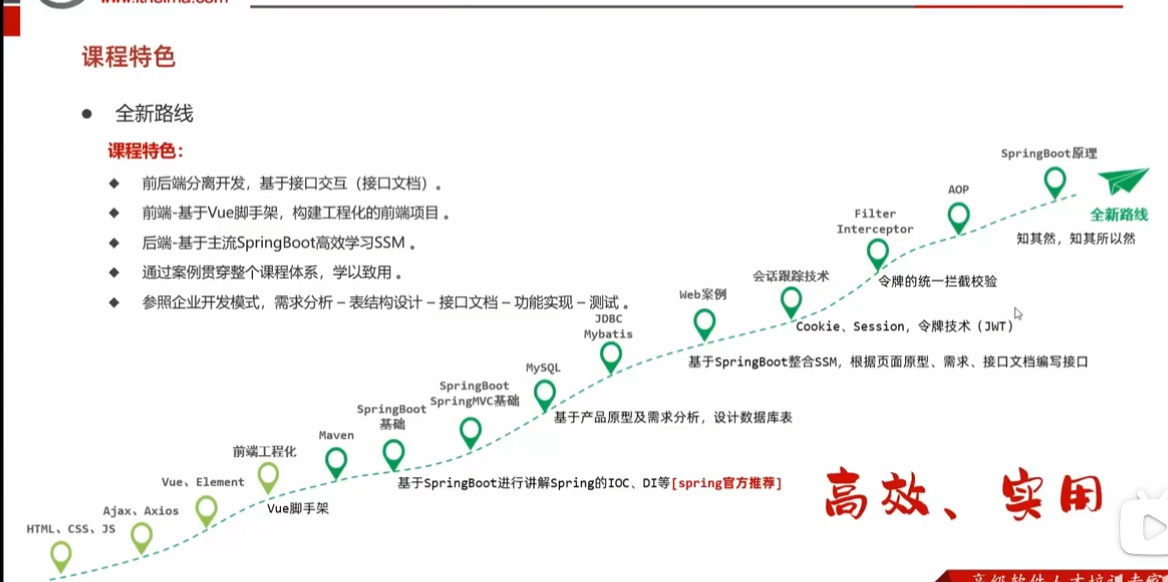 www.itheima.com
课程特色
● 全新路线
课程特色：
◆ 前后端分离开发，基于接口交互（接口文档）。
◆ 前端-基于Vue脚手架，构建工程化的前端项目。
◆ 后端-基于主流SpringBoot高效学习SSM。
◆ 通过案例贯穿整个课程体系，学以致用。
◆ 参照企业开发模式，需求分析 – 表结构设计 – 接口文档 – 功能实现 – 测试。
HTML、CSS、JS
Ajax、Axios
Vue、Element
前端工程化
Vue脚手架
Maven
SpringBoot
基础
SpringBoot
SpringMVC基础
基于SpringBoot进行讲解Spring的IOC、DI等[spring官方推荐]
MySQL
基于产品原型及需求分析，设计数据库表
JDBC
Mybatis
Web案例
基于SpringBoot整合SSM，根据页面原型、需求、接口文档编写接口
会话跟踪技术
Cookie、Session，令牌技术（JWT）
Filter
Interceptor
令牌的统一拦截校验
AOP
SpringBoot原理
知其然，知其所以然
全新路线
高效、实用
高级软件人才培训专家